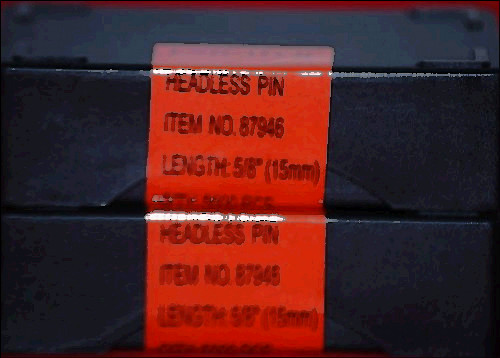 HEADLESS PIN
ITEM NO. 87946
LENGTH: 5/8" (15mm)
HEADLESS PIN
ITEM NO. 87946
LENGTH: 5/8" (15mm)